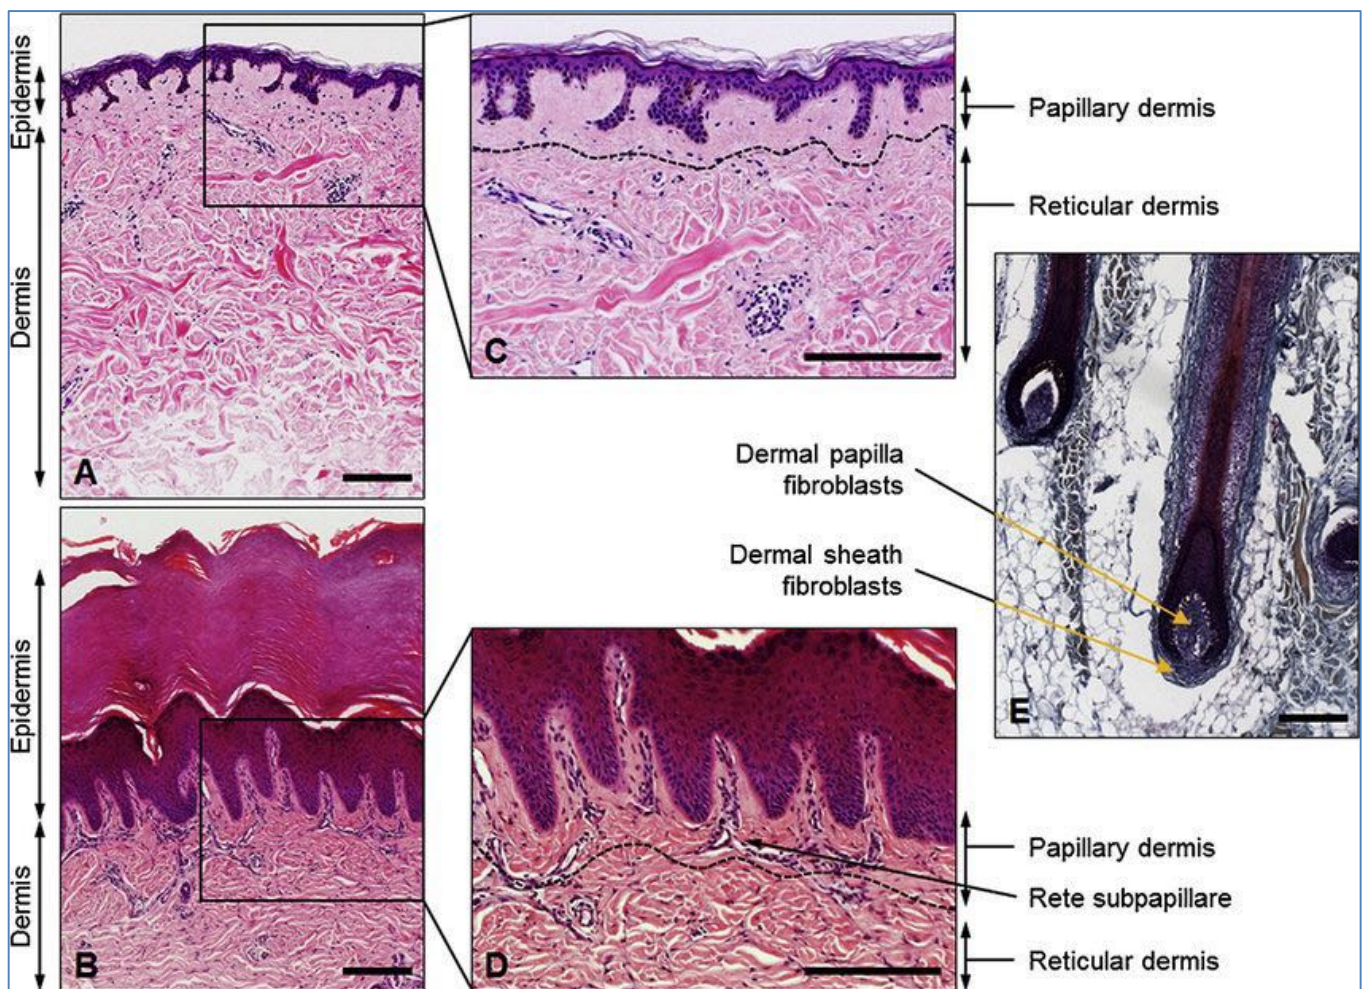 Epidermis
Dermis
A
C
Papillary dermis
Reticular dermis
Dermal papilla
fibroblasts
Dermal sheath
fibroblasts
E
Epidermis
Dermis
B
D
Papillary dermis
Rete subpapillare
Reticular dermis